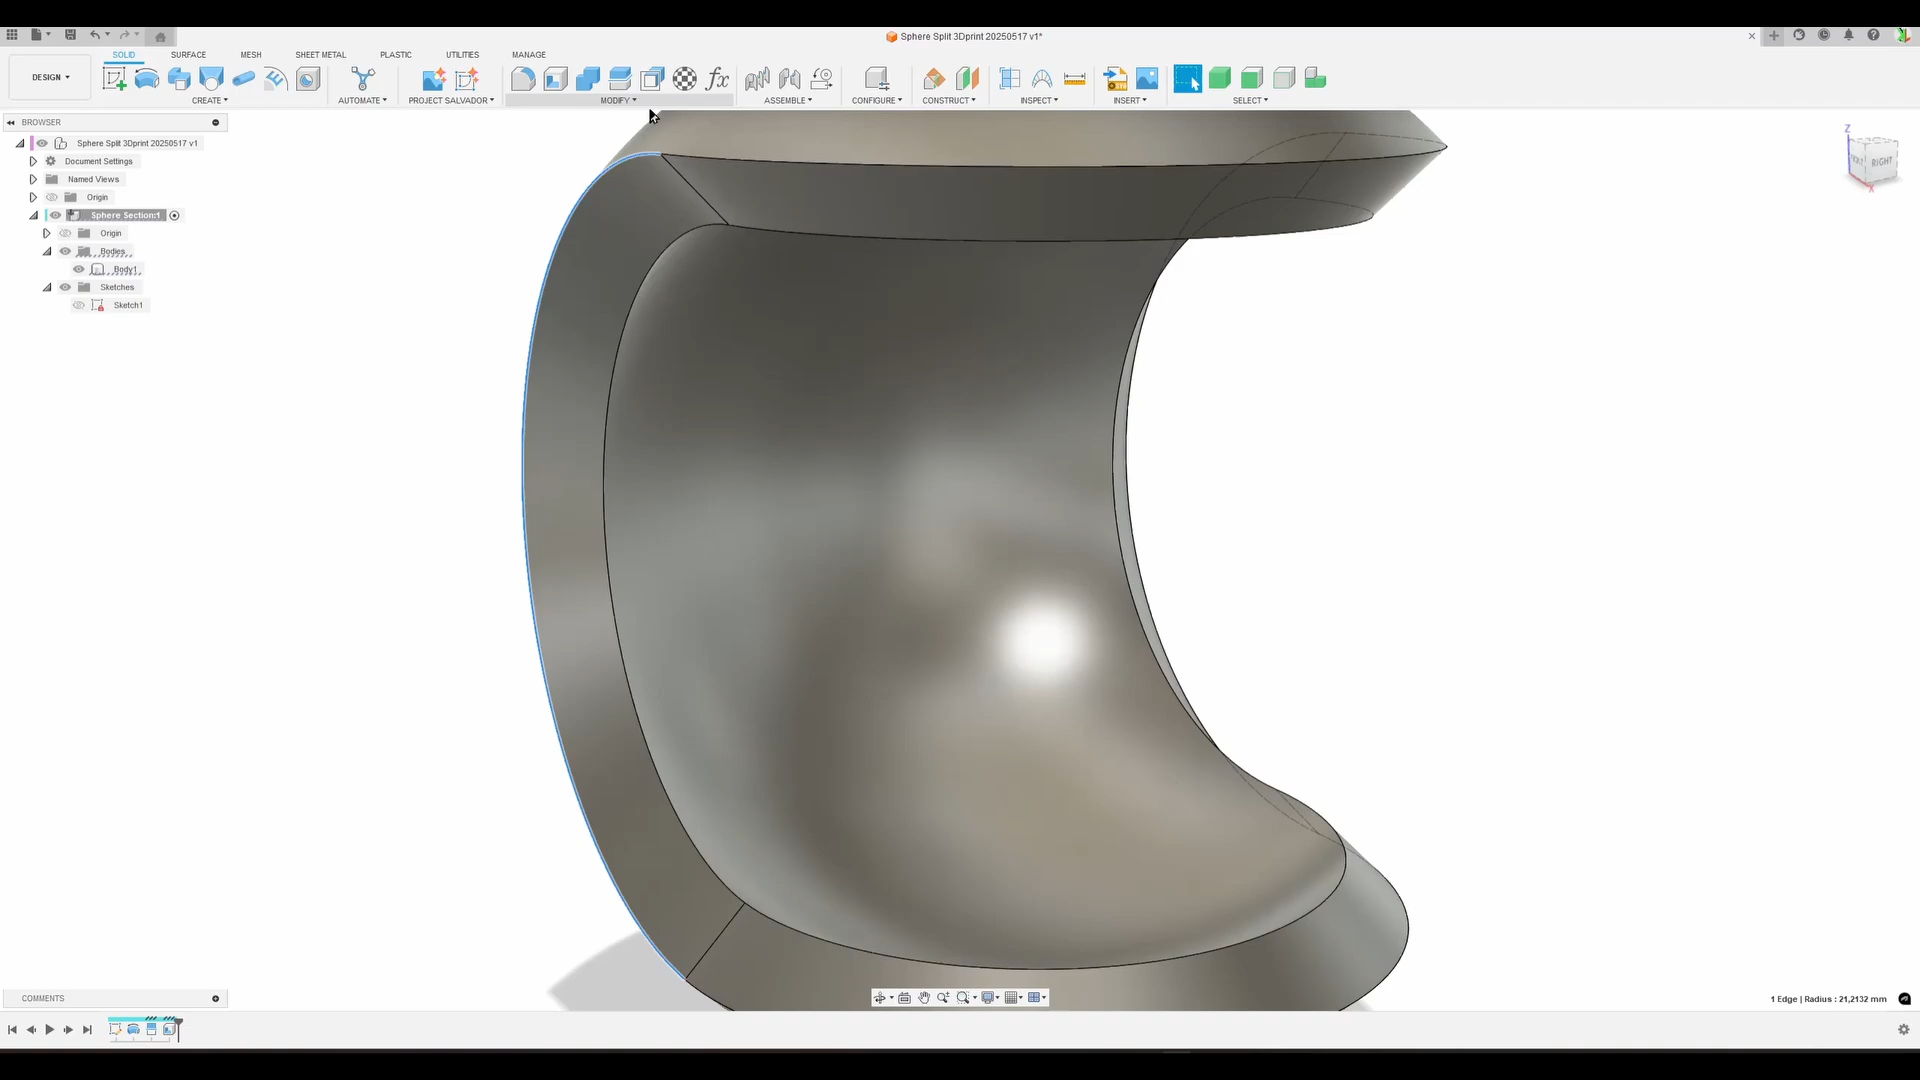 Sphere Split 3Dprint 20250517 v1*
DESIGN
SOLID SURFACE MESH SHEET METAL PLASTIC UTILITIES MANAGE
fx
CREATE AUTOMATE PROJECT SALVADOR MODIFY ASSEMBLE CONFIGURE CONSTRUCT INSPECT INSERT SELECT
BROWSER
Sphere Split 3Dprint 20250517 v1
Document Settings
Named Views
Origin
Sphere Section:1
Origin
Bodies
Body1
Sketches
Sketch1
Z
RIGHT
X
COMMENTS
1 Edge | Radius : 21,2132 mm